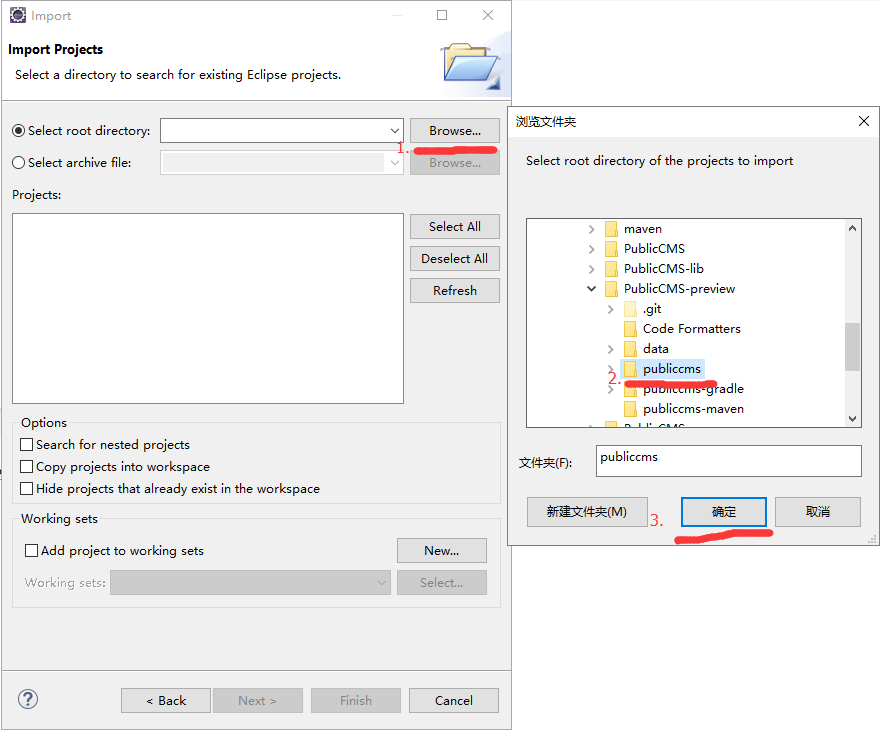 Import
Import Projects
Select a directory to search for existing Eclipse projects.
Select root directory:
Browse...
1.
Select archive file:
Browse...
Projects:
Select All
Deselect All
Refresh
Options
Search for nested projects
Copy projects into workspace
Hide projects that already exist in the workspace
Working sets
Add project to working sets
New...
Working sets:
Select...
?
< Back
Next >
Finish
Cancel
浏览文件夹
Select root directory of the projects to import
maven
PublicCMS
PublicCMS-lib
PublicCMS-preview
.git
Code Formatters
data
publiccms
2.
publiccms-gradle
publiccms-maven
PublicCMS
文件夹(F):
publiccms
新建文件夹(M)
3.
确定
取消